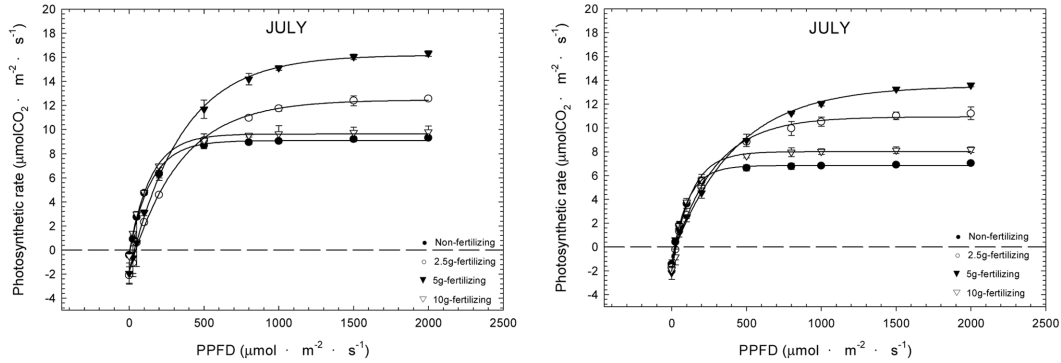 JULY
Photosynthetic rate (μmolCO₂ · m⁻² · s⁻¹)
20
18
16
14
12
10
8
6
4
2
0
-2
-4
Non-fertilizing
2.5g-fertilizing
5g-fertilizing
10g-fertilizing
0 500 1000 1500 2000 2500
PPFD (μmol · m⁻² · s⁻¹)
JULY
Photosynthetic rate (μmolCO₂ · m⁻² · s⁻¹)
20
18
16
14
12
10
8
6
4
2
0
-2
-4
Non-fertilizing
2.5g-fertilizing
5g-fertilizing
10g-fertilizing
0 500 1000 1500 2000 2500
PPFD (μmol · m⁻² · s⁻¹)